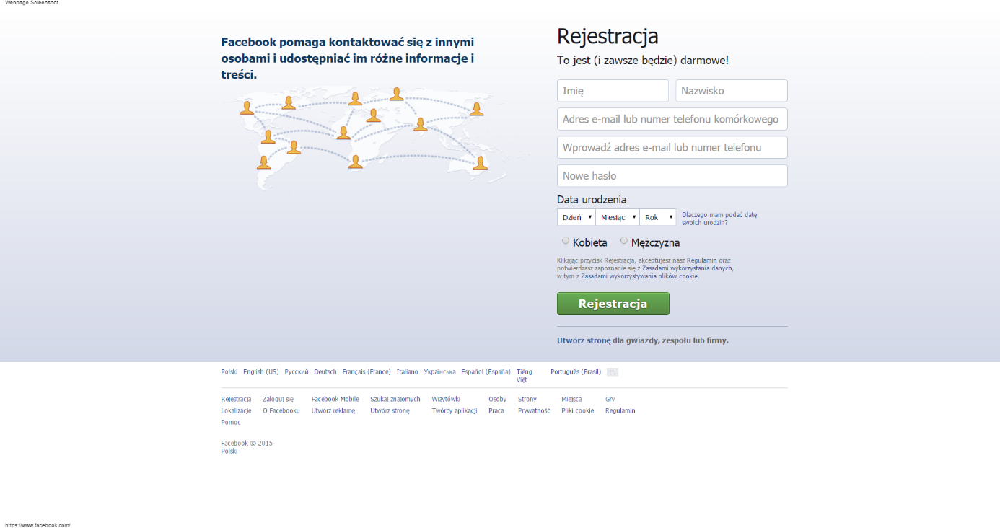 Webpage Screenshot
Facebook pomaga kontaktować się z innymi
osobami i udostępniać im różne informacje i
treści.
Rejestracja
To jest (i zawsze będzie) darmowe!
Imię Nazwisko
Adres e-mail lub numer telefonu komórkowego
Wprowadź adres e-mail lub numer telefonu
Nowe hasło
Data urodzenia
Dzień Miesiąc Rok
Dlaczego mam podać datę
swoich urodzin?
Kobieta Mężczyzna
Klikając przycisk Rejestracja, akceptujesz nasz Regulamin oraz
potwierdzasz zapoznanie się z Zasadami wykorzystania danych,
w tym z Zasadami wykorzystywania plików cookie.
Rejestracja
Utwórz stronę dla gwiazdy, zespołu lub firmy.
Polski English (US) Русский Deutsch Français (France) Italiano Українська Español (España) Tiếng Việt Português (Brasil) ...
Rejestracja Zaloguj się Facebook Mobile Szukaj znajomych Wizytówki Osoby Strony Miejsca Gry
Lokalizacje O Facebooku Utwórz reklamę Utwórz stronę Twórcy aplikacji Praca Prywatność Pliki cookie Regulamin
Pomoc
Facebook © 2015
Polski
https://www.facebook.com/